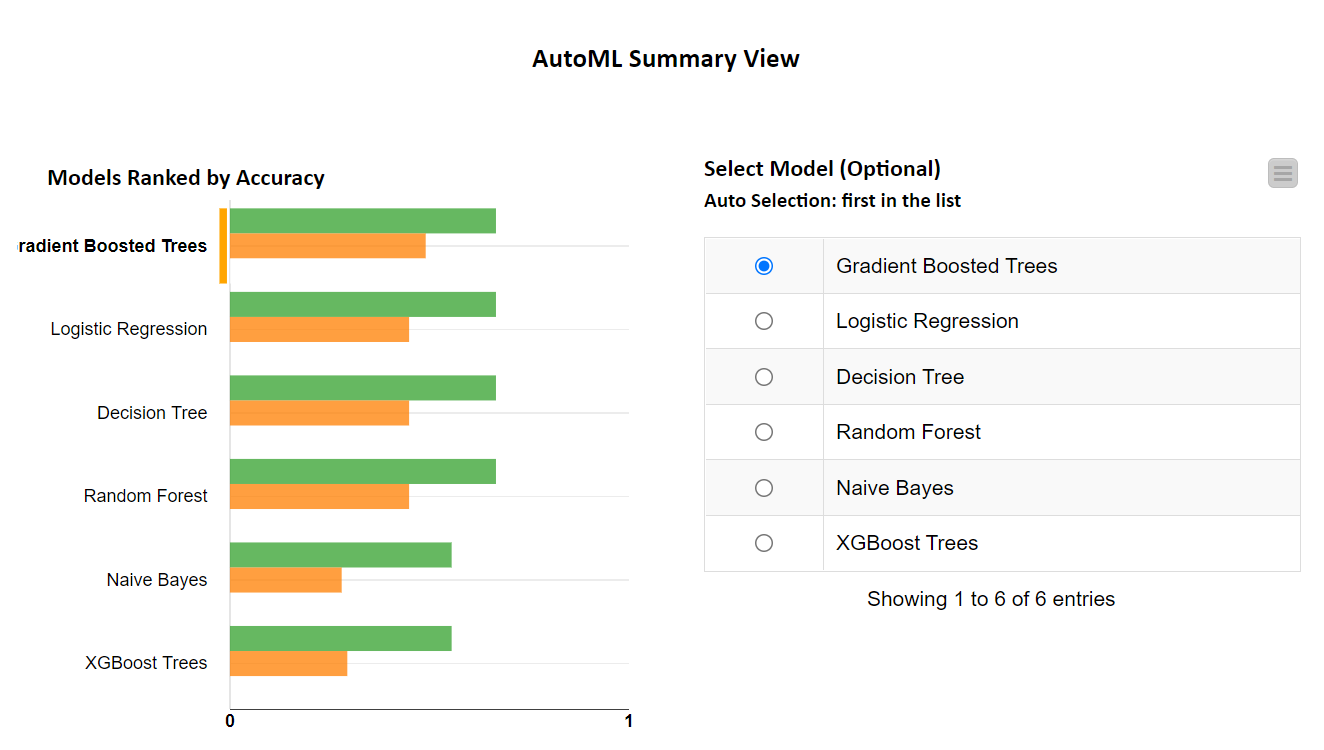 AutoML Summary View
Models Ranked by Accuracy
radient Boosted Trees
Logistic Regression
Decision Tree
Random Forest
Naive Bayes
XGBoost Trees
0 1
Select Model (Optional)
Auto Selection: first in the list
Gradient Boosted Trees
Logistic Regression
Decision Tree
Random Forest
Naive Bayes
XGBoost Trees
Showing 1 to 6 of 6 entries